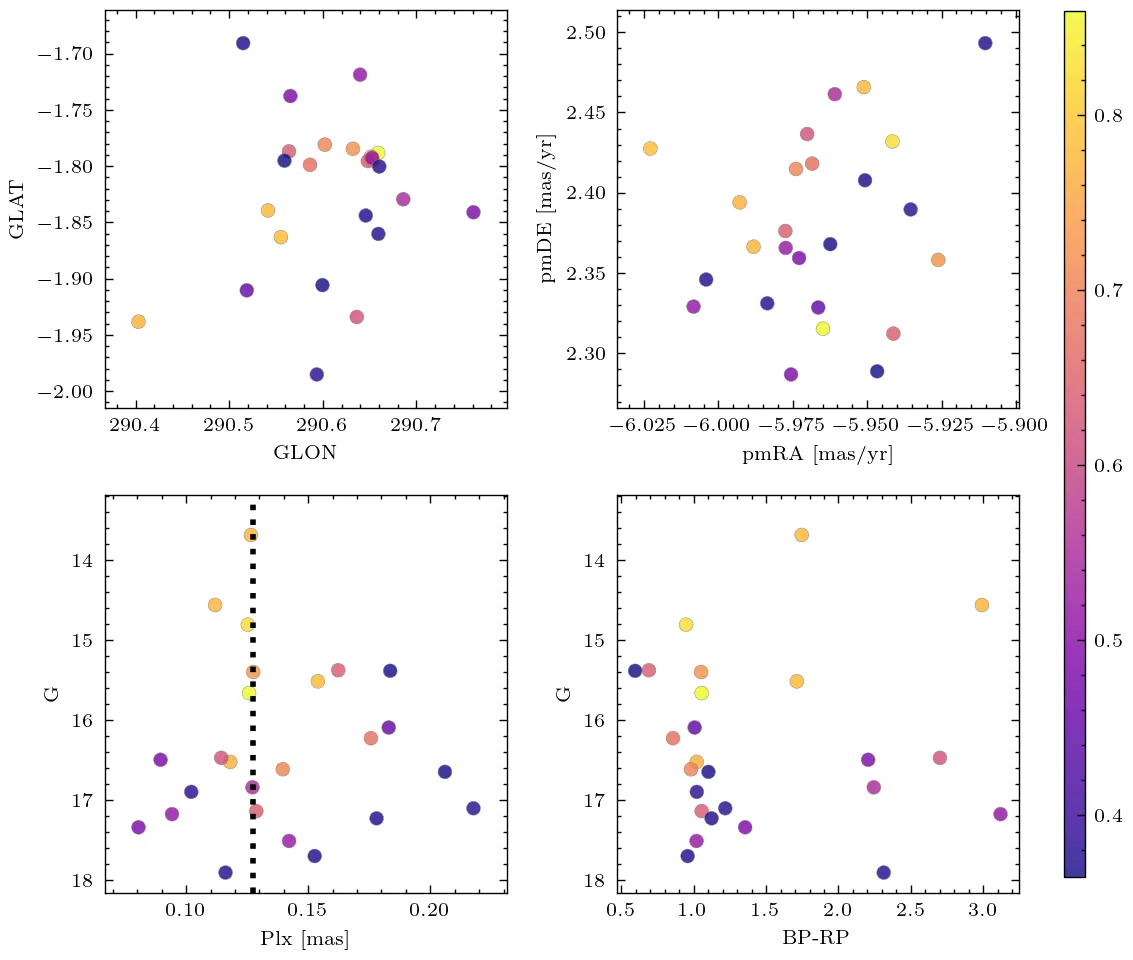 −1.70
−1.75
−1.80
−1.85
−1.90
−1.95
−2.00
GLAT
290.4 290.5 290.6 290.7
GLON
2.50
2.45
2.40
2.35
2.30
pmDE [mas/yr]
−6.025 −6.000 −5.975 −5.950 −5.925 −5.900
pmRA [mas/yr]
14
15
16
17
18
G
0.10 0.15 0.20
Plx [mas]
14
15
16
17
18
G
0.5 1.0 1.5 2.0 2.5 3.0
BP-RP
0.8
0.7
0.6
0.5
0.4